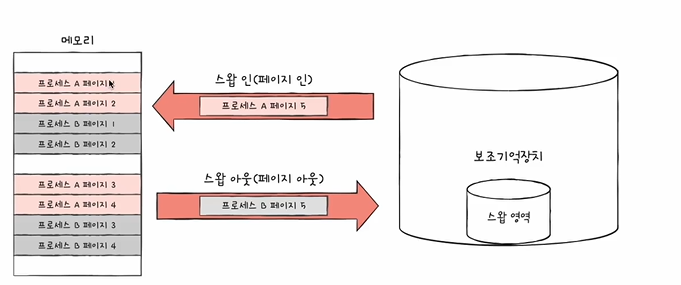 메모리
프로세스 A 페이지
프로세스 A 페이지 2
프로세스 B 페이지 1
프로세스 B 페이지 2
프로세스 A 페이지 3
프로세스 A 페이지 4
프로세스 B 페이지 3
프로세스 B 페이지 4
스왑 인(페이지 인)
프로세스 A 페이지 5
스왑 아웃(페이지 아웃)
프로세스 B 페이지 5
보조기억장치
스왑 영역